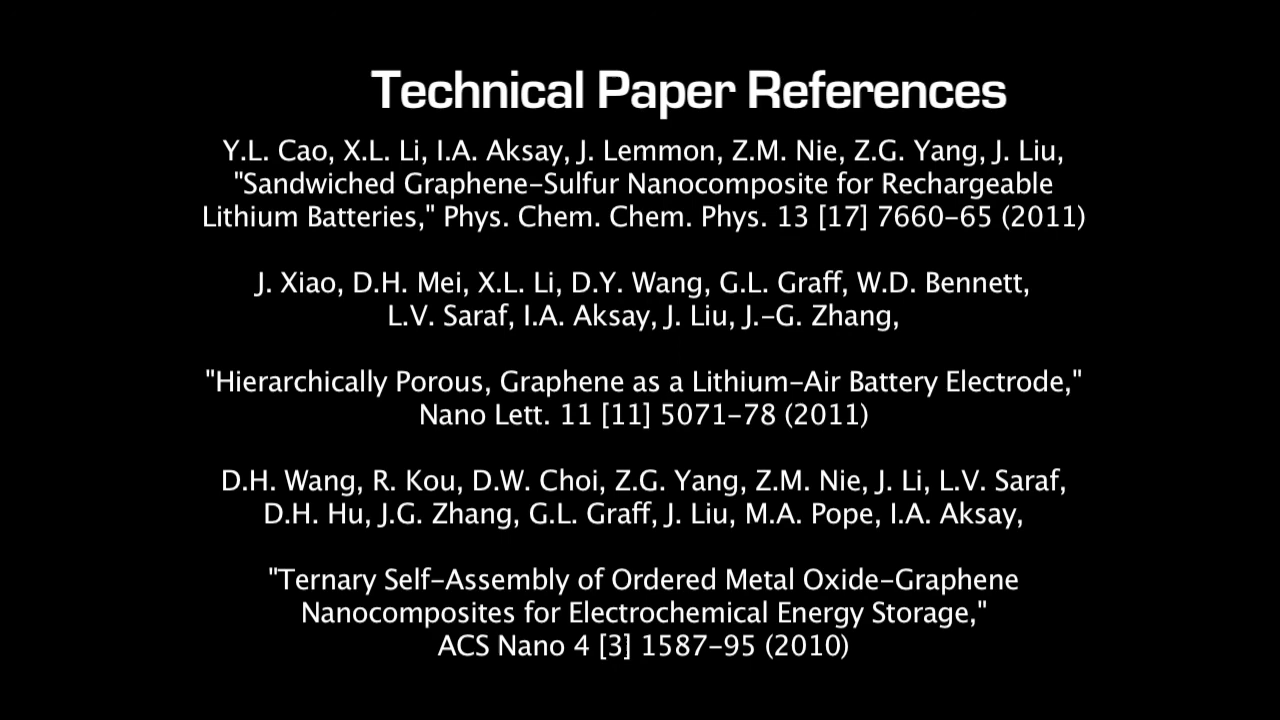 Technical Paper References
Y.L. Cao, X.L. Li, I.A. Aksay, J. Lemmon, Z.M. Nie, Z.G. Yang, J. Liu,
"Sandwiched Graphene-Sulfur Nanocomposite for Rechargeable
Lithium Batteries," Phys. Chem. Chem. Phys. 13 [17] 7660-65 (2011)
J. Xiao, D.H. Mei, X.L. Li, D.Y. Wang, G.L. Graff, W.D. Bennett,
L.V. Saraf, I.A. Aksay, J. Liu, J.-G. Zhang,
"Hierarchically Porous, Graphene as a Lithium-Air Battery Electrode,"
Nano Lett. 11 [11] 5071-78 (2011)
D.H. Wang, R. Kou, D.W. Choi, Z.G. Yang, Z.M. Nie, J. Li, L.V. Saraf,
D.H. Hu, J.G. Zhang, G.L. Graff, J. Liu, M.A. Pope, I.A. Aksay,
"Ternary Self-Assembly of Ordered Metal Oxide-Graphene
Nanocomposites for Electrochemical Energy Storage,"
ACS Nano 4 [3] 1587-95 (2010)